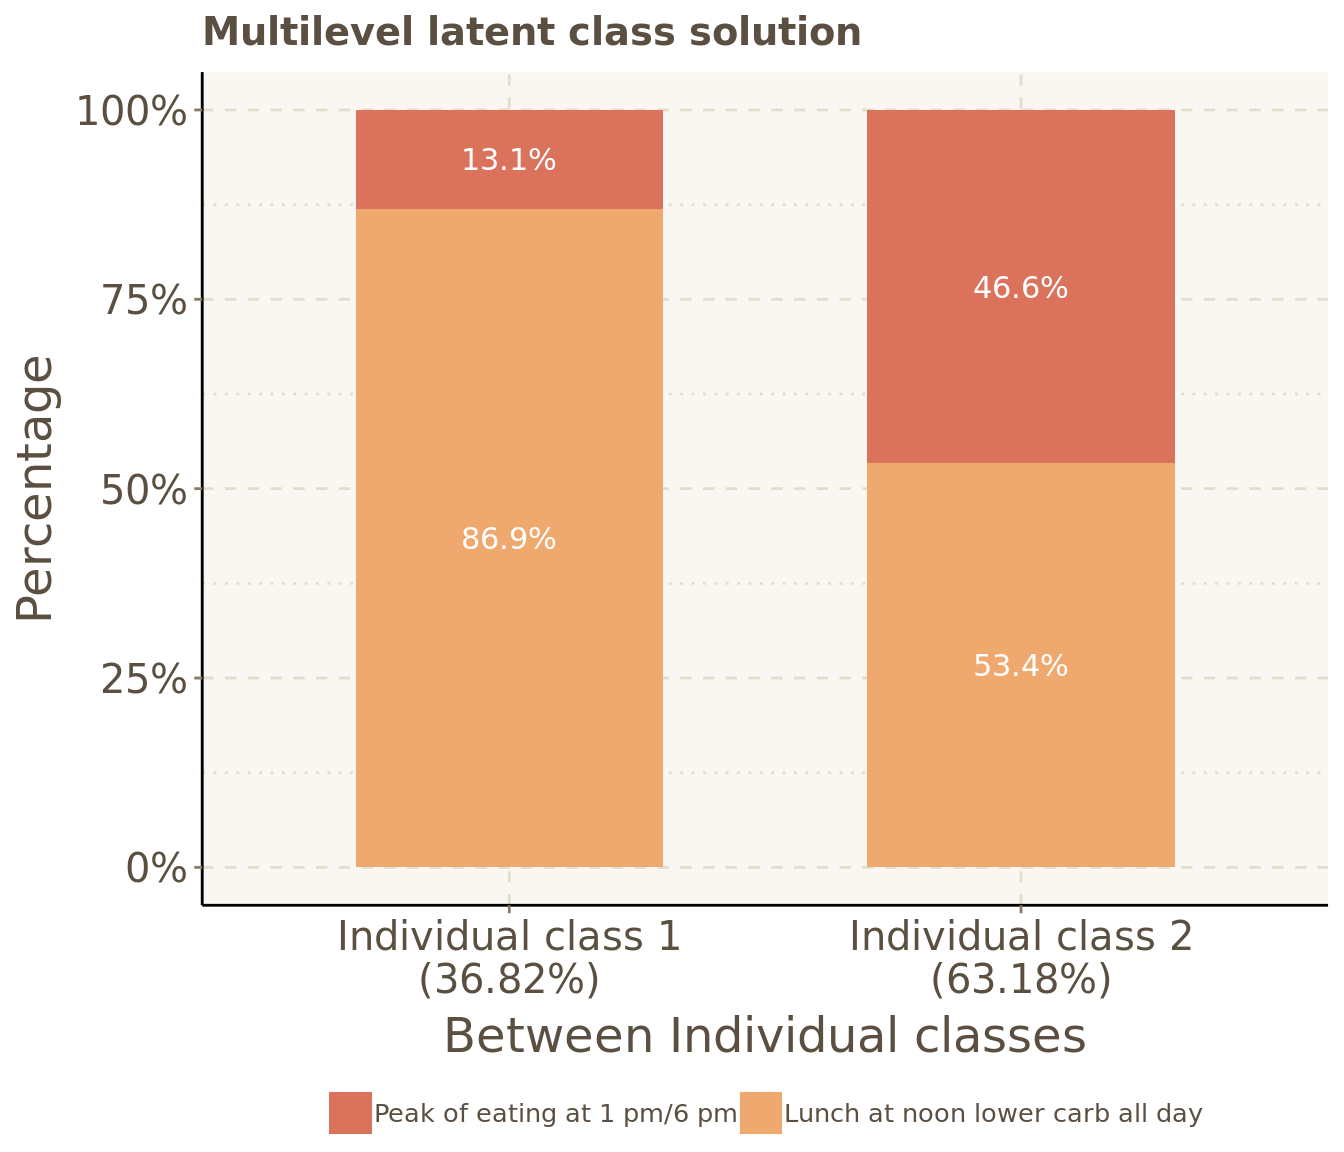 Multilevel latent class solution
Percentage
100%
75%
50%
25%
0%
13.1%
86.9%
46.6%
53.4%
Individual class 1
(36.82%)
Individual class 2
(63.18%)
Between Individual classes
Peak of eating at 1 pm/6 pm
Lunch at noon lower carb all day